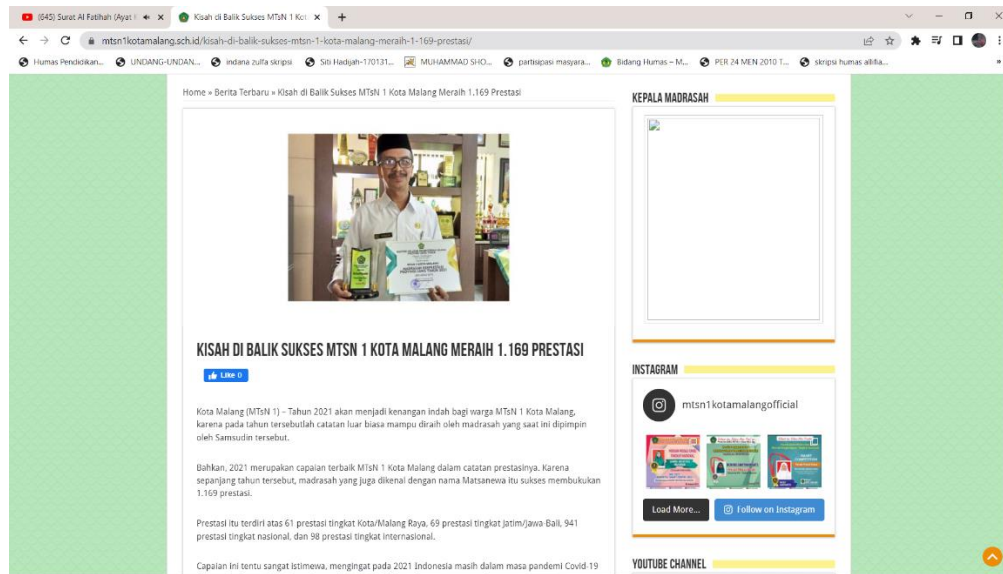 (645) Surat Al Fatihah (Ayat
Kisah di Balik Sukses MTsN 1 Kot
mtsn1kotamalang.sch.id/kisah-di-balik-sukses-mtsn-1-kota-malang-meraih-1-169-prestasi/
Humas Pendidikan... UNDANG-UNDAN... indana zulfa skripsi Siti Hadijah-170131... MUHAMMAD SHO... partisipasi masyara... Bidang Humas – M... PER 24 MEN 2010 T... skripsi humas allifia...
Home » Berita Terbaru » Kisah di Balik Sukses MTsN 1 Kota Malang Meraih 1.169 Prestasi
KISAH DI BALIK SUKSES MTSN 1 KOTA MALANG MERAIH 1.169 PRESTASI
Like 0
Kota Malang (MTsN 1) – Tahun 2021 akan menjadi kenangan indah bagi warga MTsN 1 Kota Malang,
karena pada tahun tersebutlah catatan luar biasa mampu diraih oleh madrasah yang saat ini dipimpin
oleh Samsudin tersebut.
Bahkan, 2021 merupakan capaian terbaik MTsN 1 Kota Malang dalam catatan prestasinya. Karena
sepanjang tahun tersebut, madrasah yang juga dikenal dengan nama Matsanewa itu sukses membukukan
1.169 prestasi.
Prestasi itu terdiri atas 61 prestasi tingkat Kota/Malang Raya, 69 prestasi tingkat Jatim/Jawa-Bali, 941
prestasi tingkat nasional, dan 98 prestasi tingkat internasional.
Capaian ini tentu sangat istimewa, mengingat pada 2021 Indonesia masih dalam masa pandemi Covid-19
KEPALA MADRASAH
INSTAGRAM
mtsn1kotamalangofficial
Load More...
Follow on Instagram
YOUTUBE CHANNEL